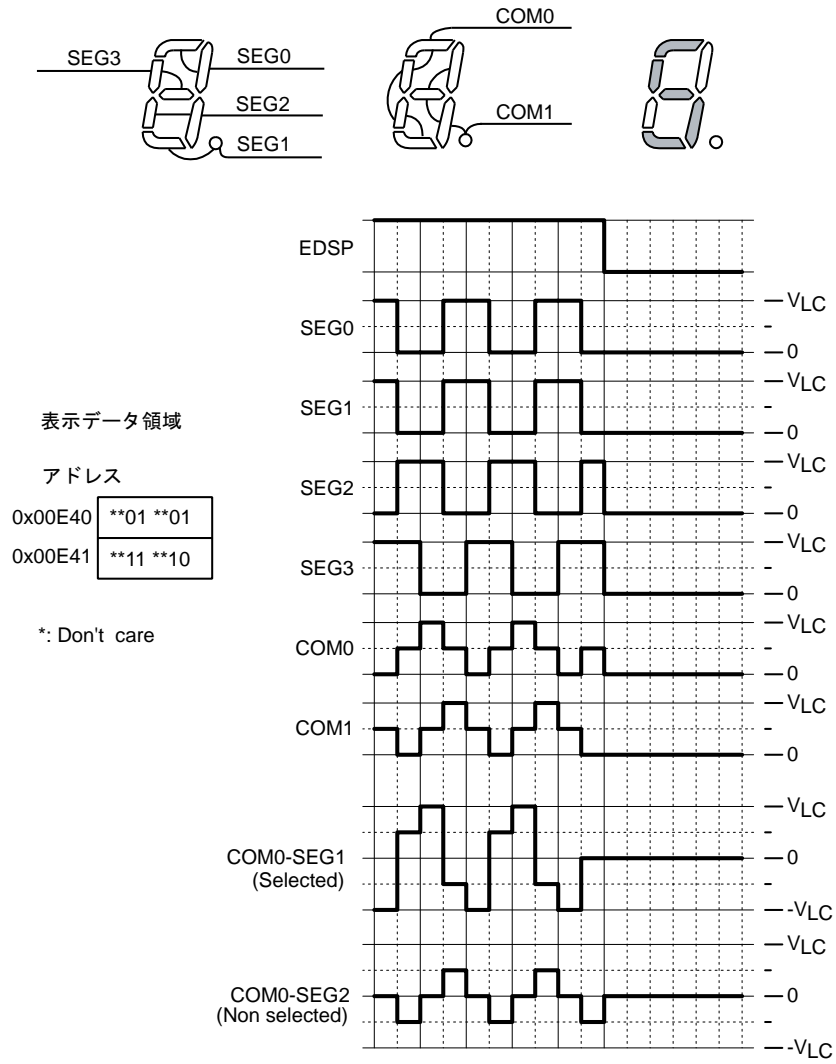 COM0
SEG3
SEG0
SEG2
COM1
SEG1
EDSP
VLC
SEG0
0
VLC
SEG1
0
VLC
SEG2
0
VLC
SEG3
0
VLC
COM0
0
VLC
COM1
0
VLC
COM0-SEG1
(Selected)
0
-VLC
VLC
COM0-SEG2
(Non selected)
0
-VLC
表示データ領域
アドレス
0x00E40 **01 **01
0x00E41 **11 **10
*: Don't care